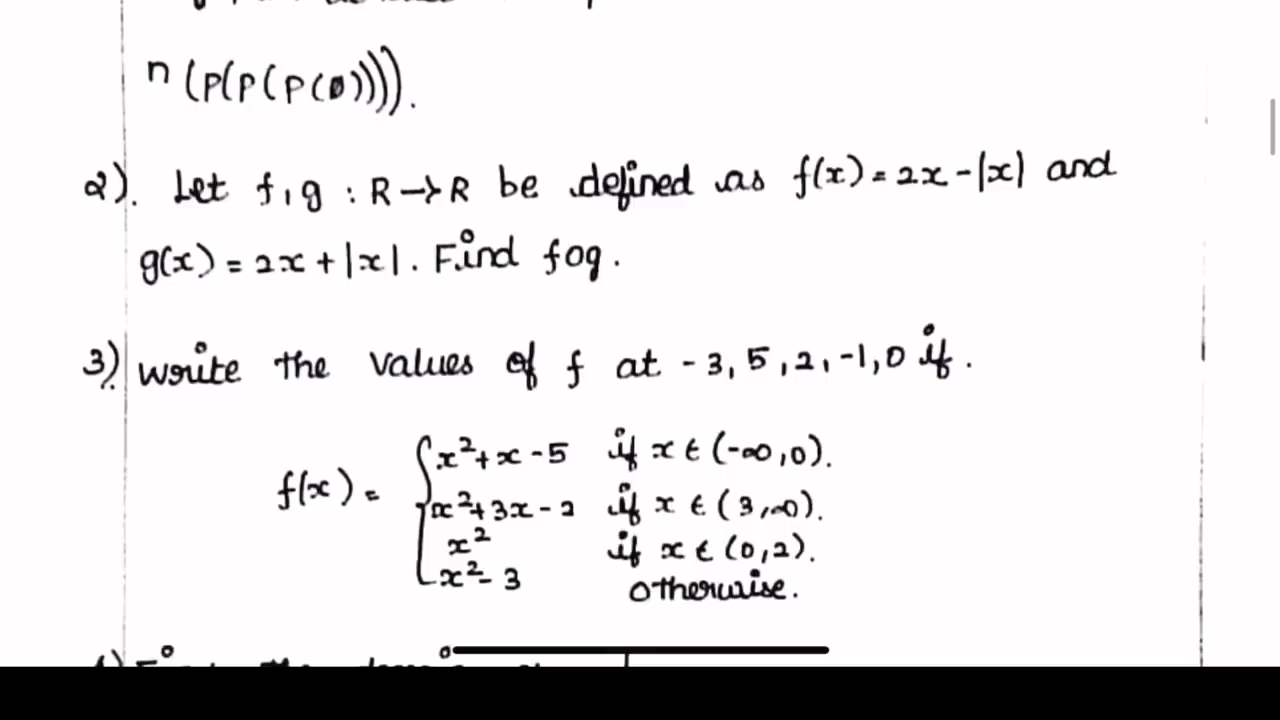 n(P(P(P(∅)))).
2). Let f,g : R→R be defined as f(x) = 2x-|x| and
g(x) = 2x+|x|. Find fog.
3). Write the values of f at -3, 5, 2, -1, 0 if.
f(x) = { x²+x-5 if x ∈ (-∞,0).
x²+3x-2 if x ∈ (3,∞).
x² if x ∈ (0,2).
x²-3 otherwise.